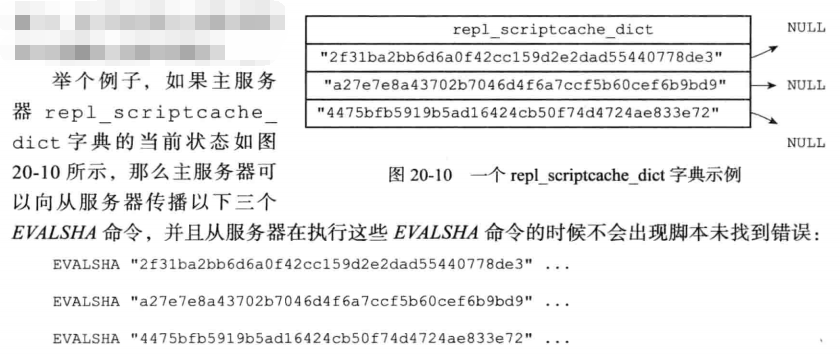 举个例子，如果主服务
器 repl_scriptcache_
dict 字典的当前状态如图
20-10 所示，那么主服务器可
以向从服务器传播以下三个
repl_scriptcache_dict
"2f31ba2bb6d6a0f42cc159d2e2dad55440778de3"
"a27e7e8a43702b7046d4f6a7ccf5b60cef6b9bd9"
"4475bfb5919b5ad16424cb50f74d4724ae833e72"
NULL
NULL
NULL
图 20-10 一个 repl_scriptcache_dict 字典示例
EVALSHA 命令，并且从服务器在执行这些 EVALSHA 命令的时候不会出现脚本未找到错误：
EVALSHA "2f31ba2bb6d6a0f42cc159d2e2dad55440778de3" ...
EVALSHA "a27e7e8a43702b7046d4f6a7ccf5b60cef6b9bd9" ...
EVALSHA "4475bfb5919b5ad16424cb50f74d4724ae833e72" ...